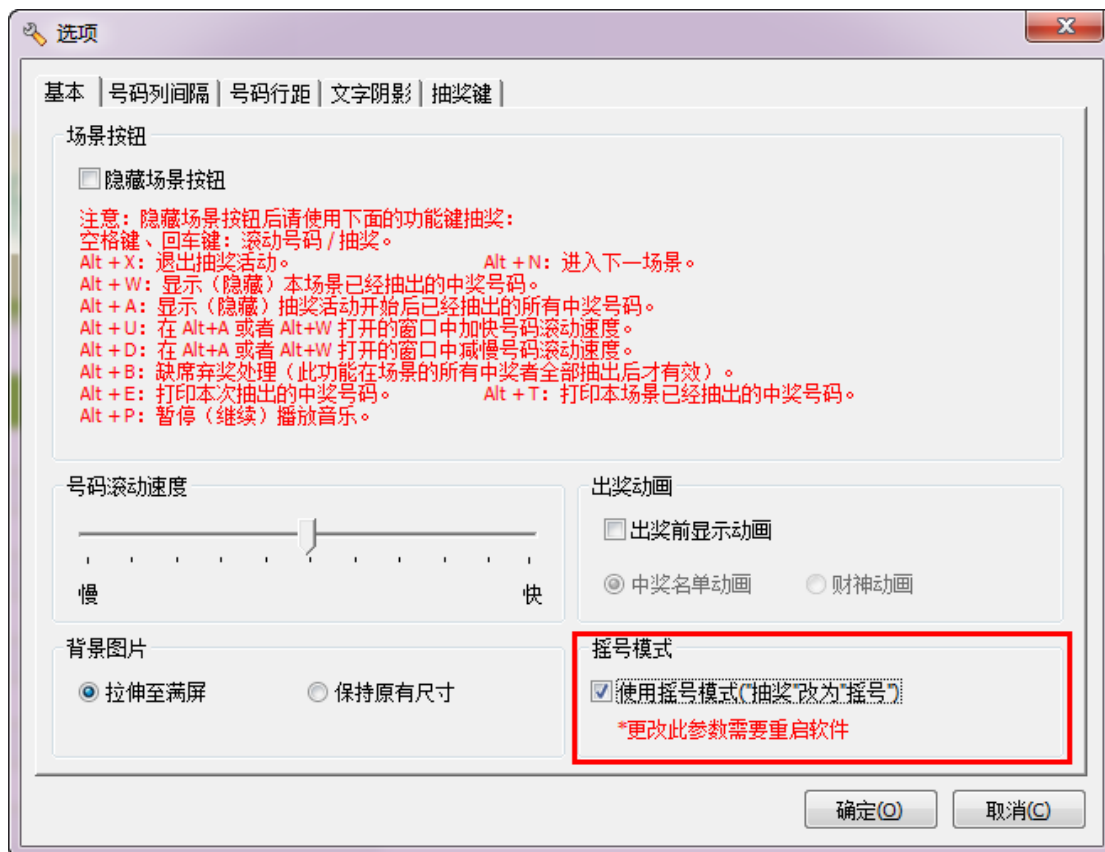 选项
基本 号码列间隔 号码行距 文字阴影 抽奖键
场景按钮
隐藏场景按钮
注意：隐藏场景按钮后请使用下面的功能键抽奖：
空格键、回车键：滚动号码 / 抽奖。
Alt + X：退出抽奖活动。 Alt + N：进入下一场景。
Alt + W：显示（隐藏）本场景已经抽出的中奖号码。
Alt + A：显示（隐藏）抽奖活动开始后已经抽出的所有中奖号码。
Alt + U：在 Alt+A 或者 Alt+W 打开的窗口中加快号码滚动速度。
Alt + D：在 Alt+A 或者 Alt+W 打开的窗口中减慢号码滚动速度。
Alt + B：缺席弃奖处理（此功能在场景的所有中奖者全部抽出后才有效）。
Alt + E：打印本次抽出的中奖号码。 Alt + T：打印本场景已经抽出的中奖号码。
Alt + P：暂停（继续）播放音乐。
号码滚动速度
慢 快
出奖动画
出奖前显示动画
中奖名单动画 财神动画
背景图片
拉伸至满屏 保持原有尺寸
摇号模式
使用摇号模式("抽奖"改为"摇号")
*更改此参数需要重启软件
确定(O) 取消(C)